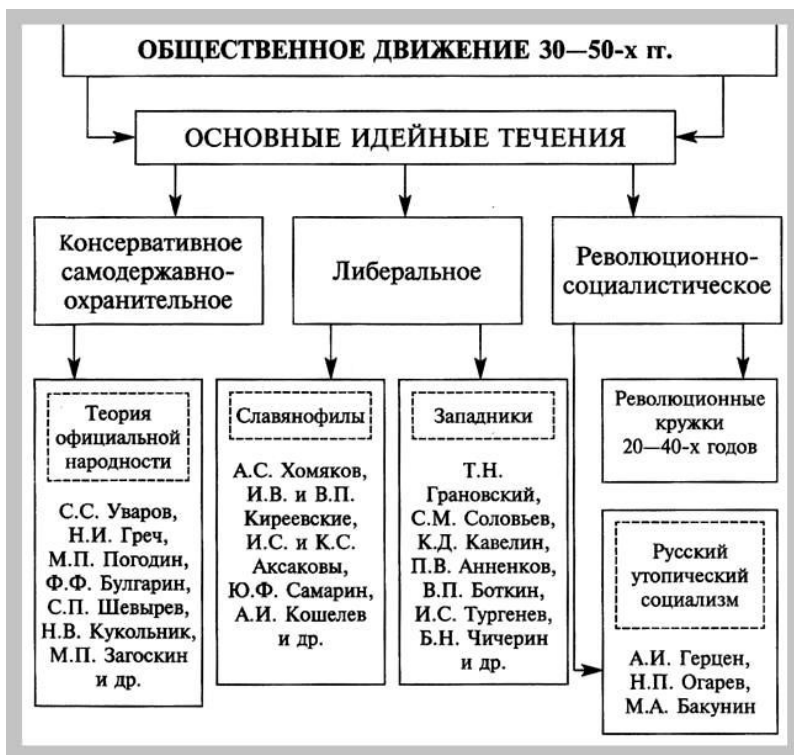 ОБЩЕСТВЕННОЕ ДВИЖЕНИЕ 30—50-х гг.
ОСНОВНЫЕ ИДЕЙНЫЕ ТЕЧЕНИЯ
Консервативное
самодержавно-
охранительное
Либеральное
Революционно-
социалистическое
Теория
официальной
народности
С.С. Уваров,
Н.И. Греч,
М.П. Погодин,
Ф.Ф. Булгарин,
С.П. Шевырев,
Н.В. Кукольник,
М.П. Загоскин
и др.
Славянофилы
А.С. Хомяков,
И.В. и В.П.
Киреевские,
И.С. и К.С.
Аксаковы,
Ю.Ф. Самарин,
А.И. Кошелев
и др.
Западники
Т.Н.
Грановский,
С.М. Соловьев,
К.Д. Кавелин,
П.В. Анненков,
В.П. Боткин,
И.С. Тургенев,
Б.Н. Чичерин
и др.
Революционные
кружки
20—40-х годов
Русский
утопический
социализм
А.И. Герцен,
Н.П. Огарев,
М.А. Бакунин